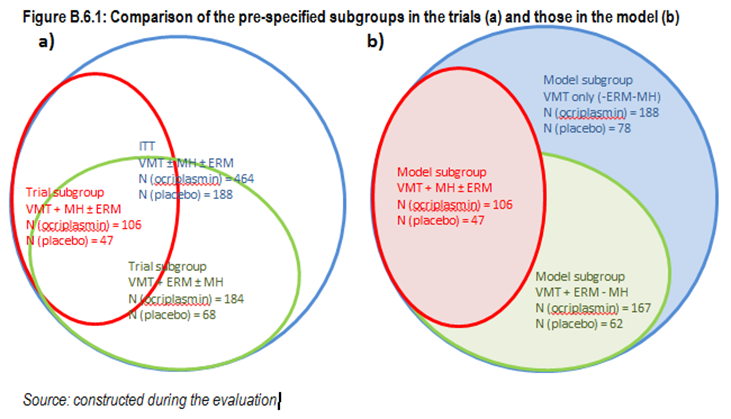 Figure B.6.1: Comparison of the pre-specified subgroups in the trials (a) and those in the model (b)
a)
ITT
VMT ± MH ± ERM
N (ocriplasmin) = 464
N (placebo) = 188
Trial subgroup
VMT + MH ± ERM
N (ocriplasmin) = 106
N (placebo) = 47
Trial subgroup
VMT + ERM ± MH
N (ocriplasmin) = 184
N (placebo) = 68
b)
Model subgroup
VMT only (-ERM-MH)
N (ocriplasmin) = 188
N (placebo) = 78
Model subgroup
VMT + MH ± ERM
N (ocriplasmin) = 106
N (placebo) = 47
Model subgroup
VMT + ERM - MH
N (ocriplasmin) = 167
N (placebo) = 62
Source: constructed during the evaluation